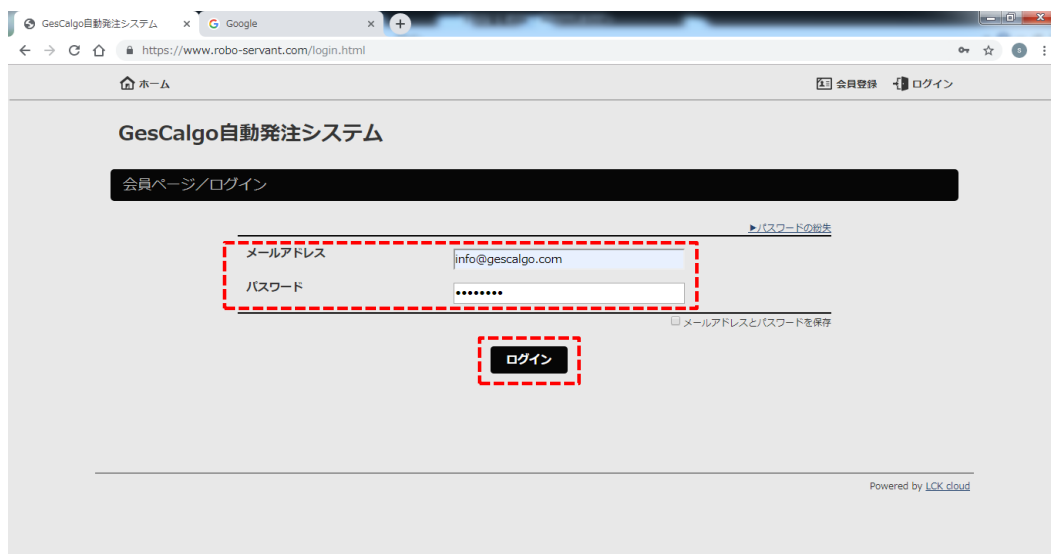 GesCalgo自動発注システム
Google
https://www.robo-servant.com/login.html
s
ホーム
会員登録
ログイン
GesCalgo自動発注システム
会員ページ／ログイン
▶パスワードの紛失
メールアドレス
info@gescalgo.com
パスワード
••••••••
メールアドレスとパスワードを保存
ログイン
Powered by LCK cloud